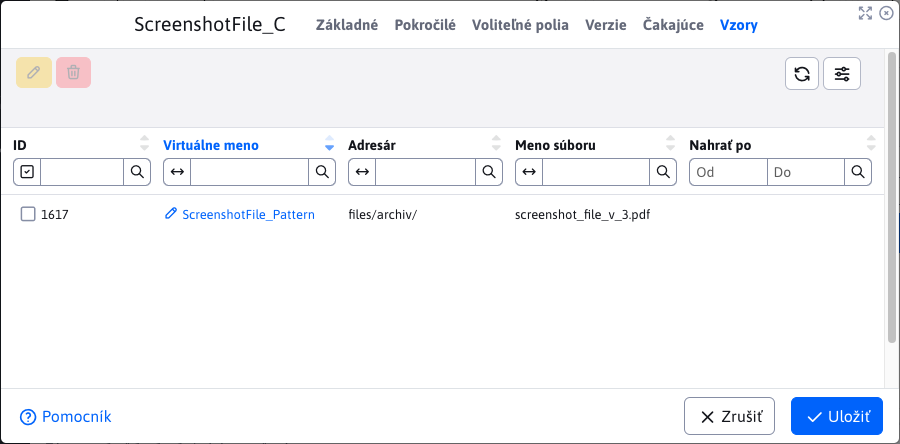 ScreenshotFile_C Základné Pokročilé Voliteľné polia Verzie Čakajúce Vzory
ID Virtuálne meno Adresár Meno súboru Nahrať po
Od Do
1617 ScreenshotFile_Pattern files/archiv/ screenshot_file_v_3.pdf
Pomocník Zrušiť Uložiť